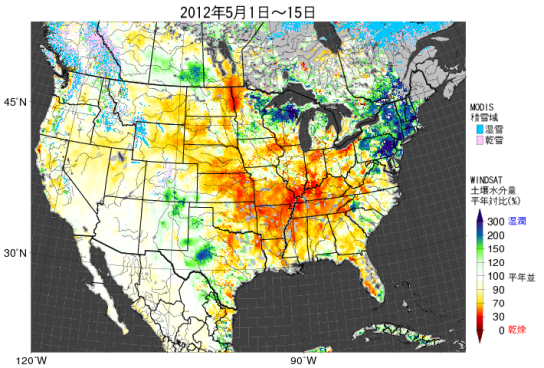 2012年5月1日～15日
45°N
30°N
120°W
90°W
MODIS
積雪域
湿雪
乾雪
WINDSAT
土壌水分量
平年対比(%)
300 湿潤
200
150
110
100 平年並
90
70
30
0 乾燥